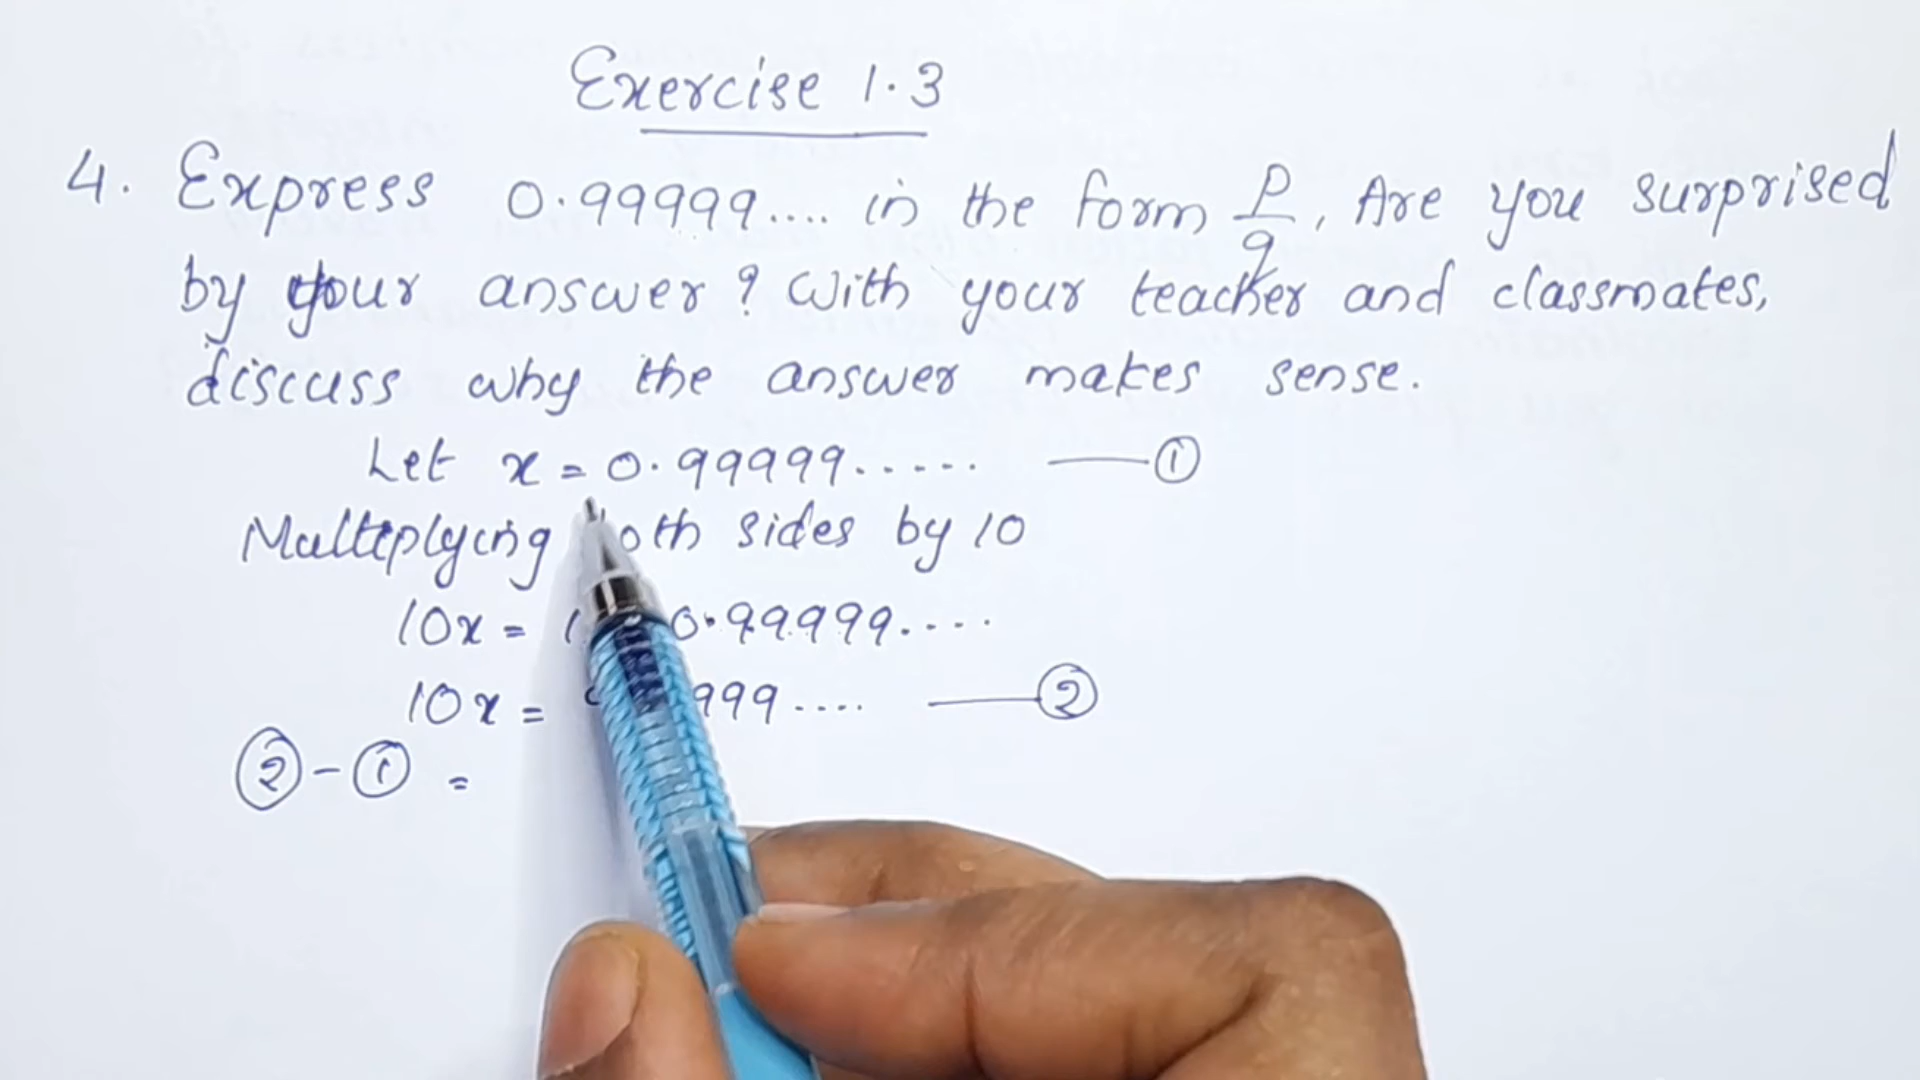 Exercise 1.3
4. Express 0.99999.... in the form p/q, Are you surprised
by your answer? With your teacher and classmates,
discuss why the answer makes sense.
Let x = 0.99999..... —— ①
Multiplying both sides by 10
10x = 0.99999....
10x = 999.... —— ②
② - ① =